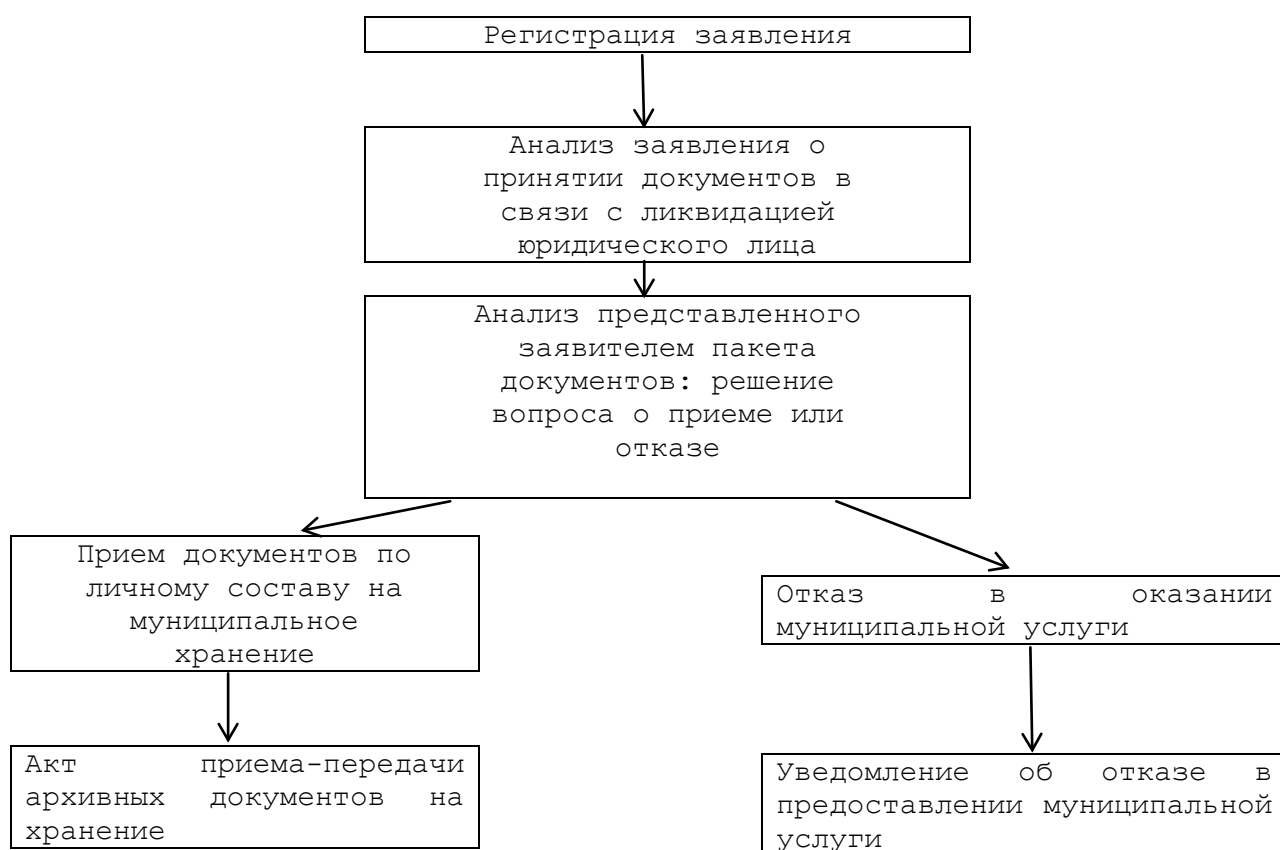 Регистрация заявления
Анализ заявления о
принятии документов в
связи с ликвидацией
юридического лица
Анализ представленного
заявителем пакета
документов: решение
вопроса о приеме или
отказе
Прием документов по
личному составу на
муниципальное
хранение
Отказ в оказании
муниципальной услуги
Акт приема-передачи
архивных документов на
хранение
Уведомление об отказе в
предоставлении муниципальной
услуги